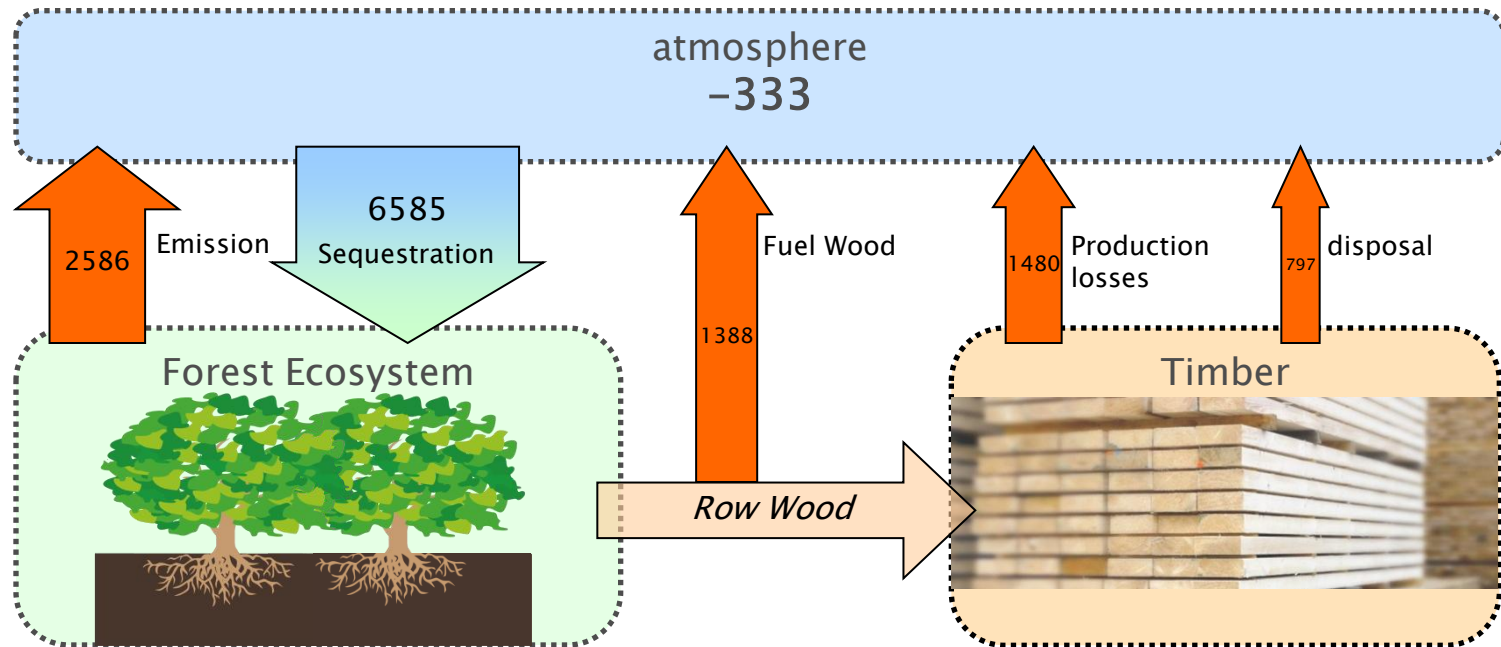 atmosphere
-333
2586
Emission
6585
Sequestration
1388
Fuel Wood
1480
Production
losses
797
disposal
Forest Ecosystem
Row Wood
Timber